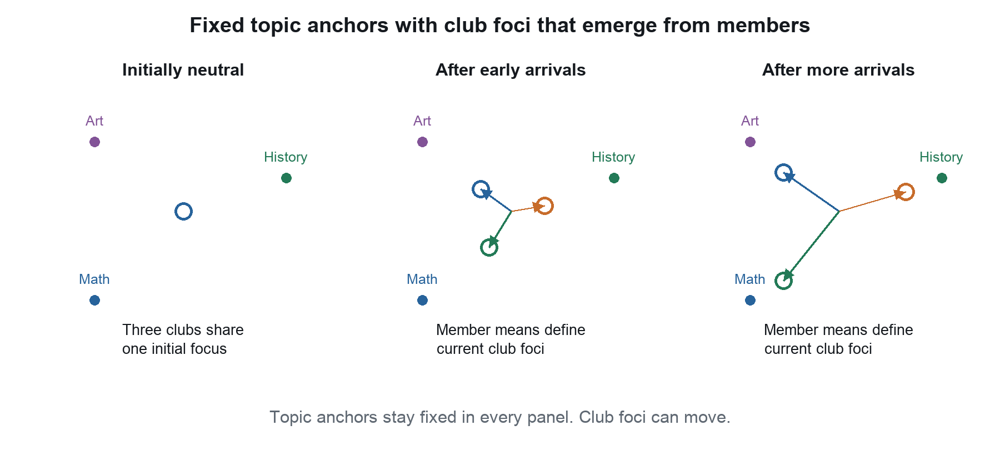 Fixed topic anchors with club foci that emerge from members
Initially neutral
Art
History
Math
Three clubs share
one initial focus
After early arrivals
Art
History
Math
Member means define
current club foci
After more arrivals
Art
History
Math
Member means define
current club foci
Topic anchors stay fixed in every panel. Club foci can move.